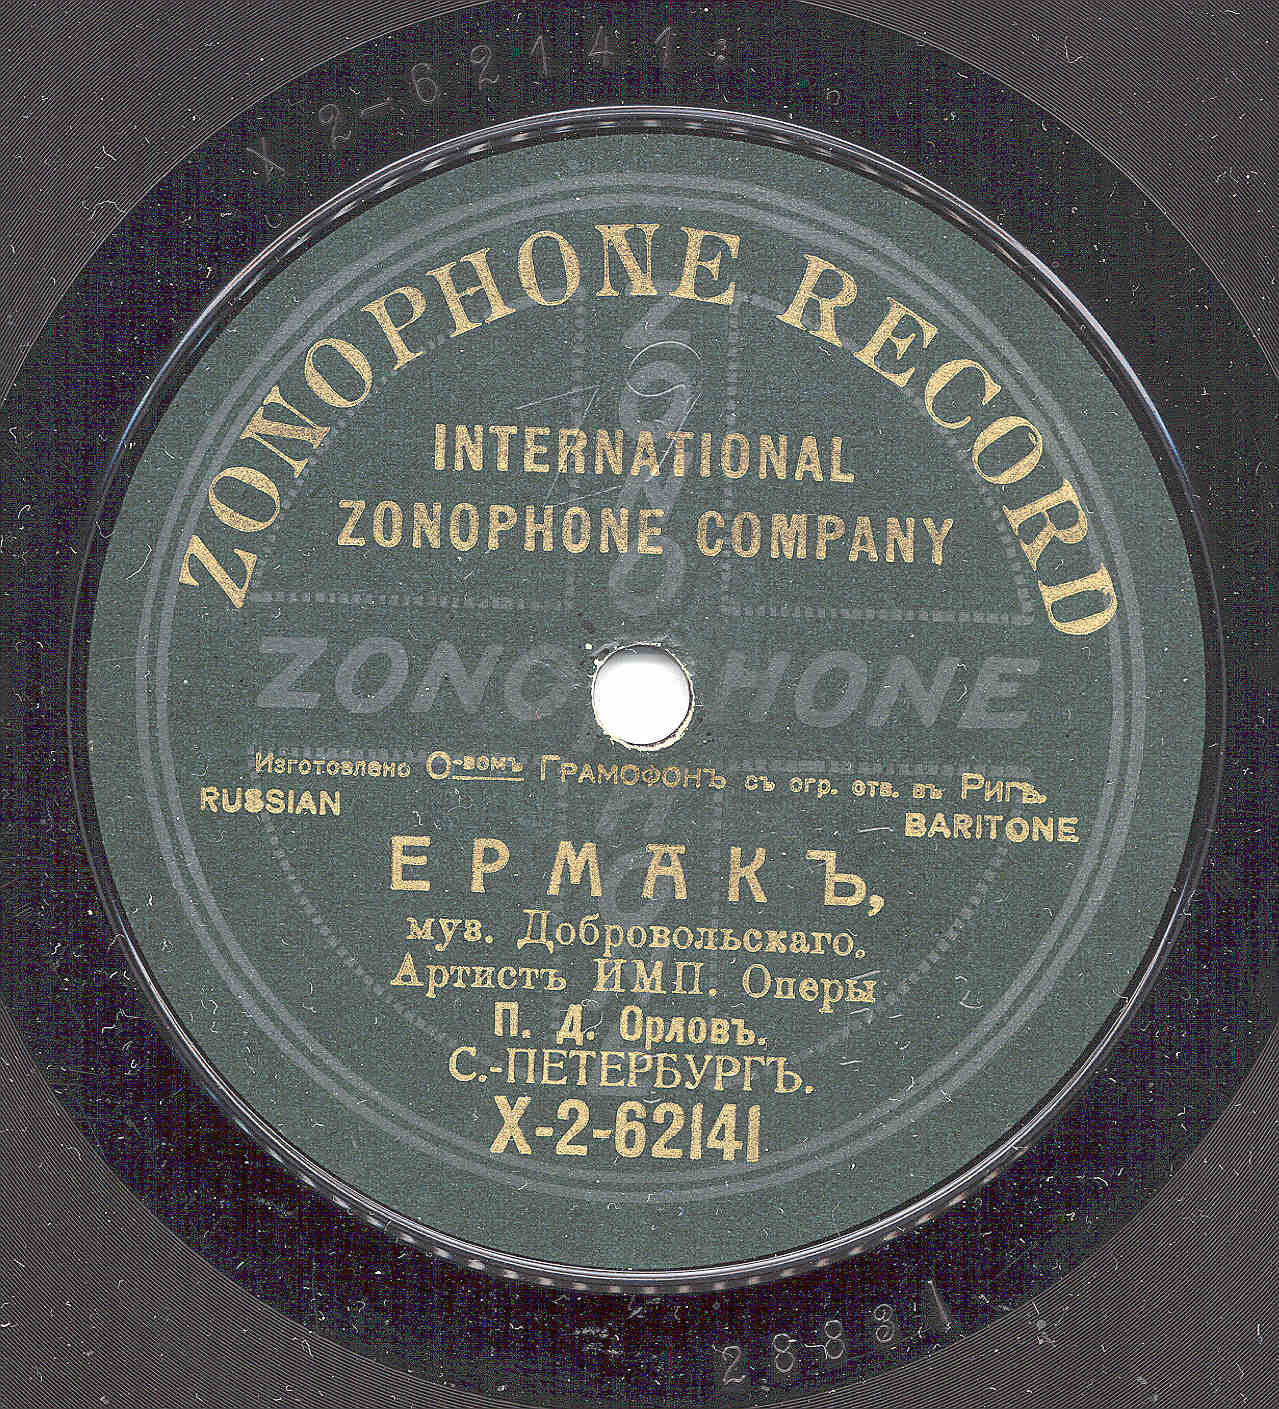 X 2-62141.
ZONOPHONE RECORD
INTERNATIONAL
ZONOPHONE COMPANY
ZONOPHONE
Изготовлено О-вомъ Грамофонъ съ огр. отв. въ Ригѣ.
RUSSIAN
BARITONE
ЕРМАКЪ,
муз. Добровольскаго.
Артистъ ИМП. Оперы
П. Д. Орловъ.
С.-ПЕТЕРБУРГЪ.
X-2-62141
28831